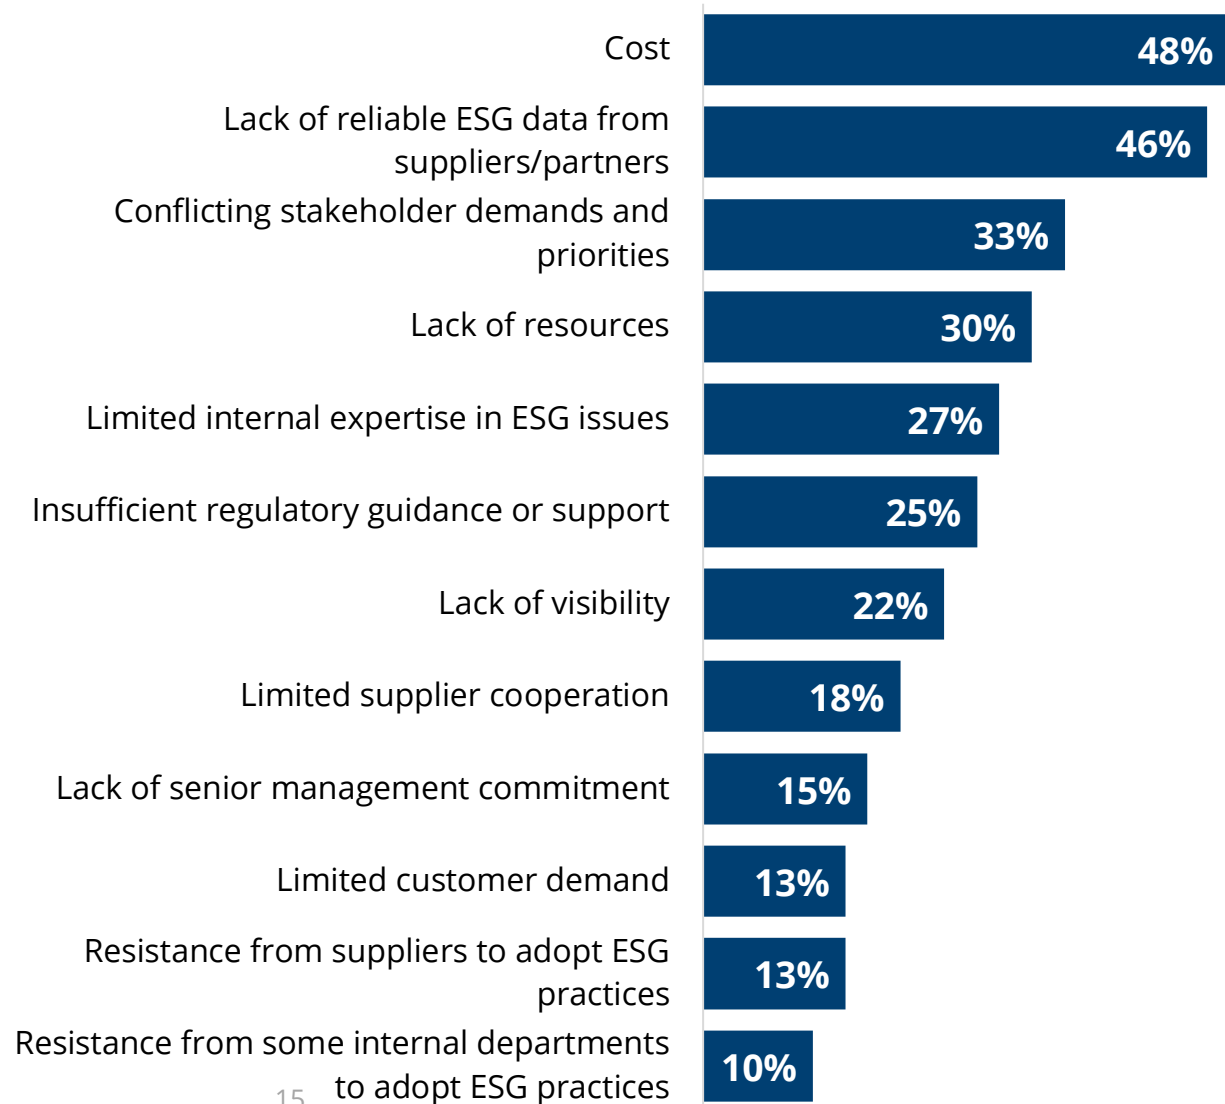 Cost 48%
Lack of reliable ESG data from
suppliers/partners 46%
Conflicting stakeholder demands and
priorities 33%
Lack of resources 30%
Limited internal expertise in ESG issues 27%
Insufficient regulatory guidance or support 25%
Lack of visibility 22%
Limited supplier cooperation 18%
Lack of senior management commitment 15%
Limited customer demand 13%
Resistance from suppliers to adopt ESG
practices 13%
Resistance from some internal departments
to adopt ESG practices 10%
15